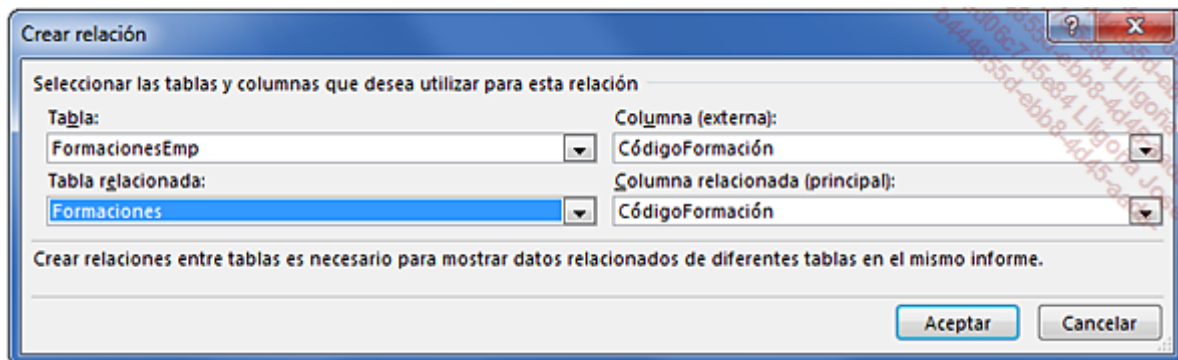 Crear relación
Seleccionar las tablas y columnas que desea utilizar para esta relación
Tabla:
Columna (externa):
FormacionesEmp
CódigoFormación
Tabla relacionada:
Columna relacionada (principal):
Formaciones
CódigoFormación
Crear relaciones entre tablas es necesario para mostrar datos relacionados de diferentes tablas en el mismo informe.
Aceptar
Cancelar